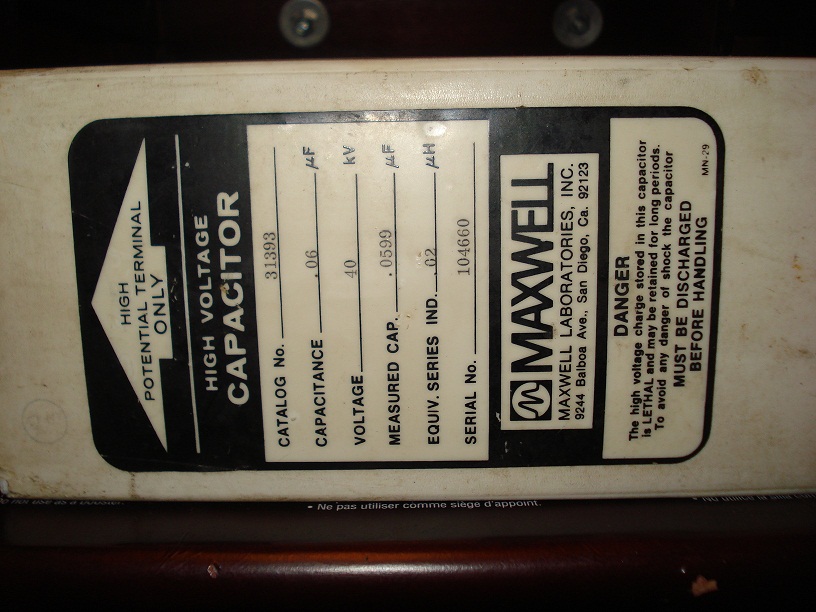 HIGH
POTENTIAL TERMINAL
ONLY
HIGH VOLTAGE
CAPACITOR
CATALOG No. 31393
CAPACITANCE .06 µF
VOLTAGE 40 kV
MEASURED CAP. .0599 µF
EQUIV. SERIES IND. .02 µH
SERIAL No. 104660
MAXWELL
MAXWELL LABORATORIES, INC.
9244 Balboa Ave., San Diego, Ca. 92123
DANGER
The high voltage charge stored in this capacitor
is LETHAL and may be retained for long periods.
To avoid any danger of shock the capacitor
MUST BE DISCHARGED
BEFORE HANDLING
MN-29
• Ne pas utiliser comme siège d'appoint.